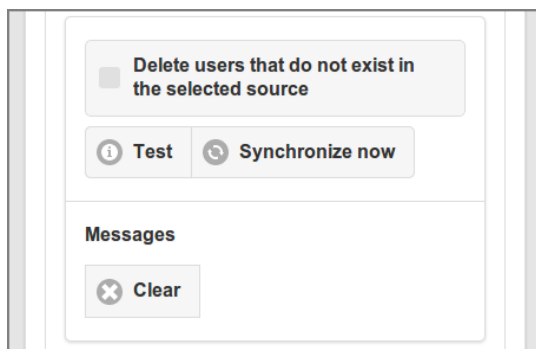 Delete users that do not exist in
the selected source
Test
Synchronize now
Messages
Clear